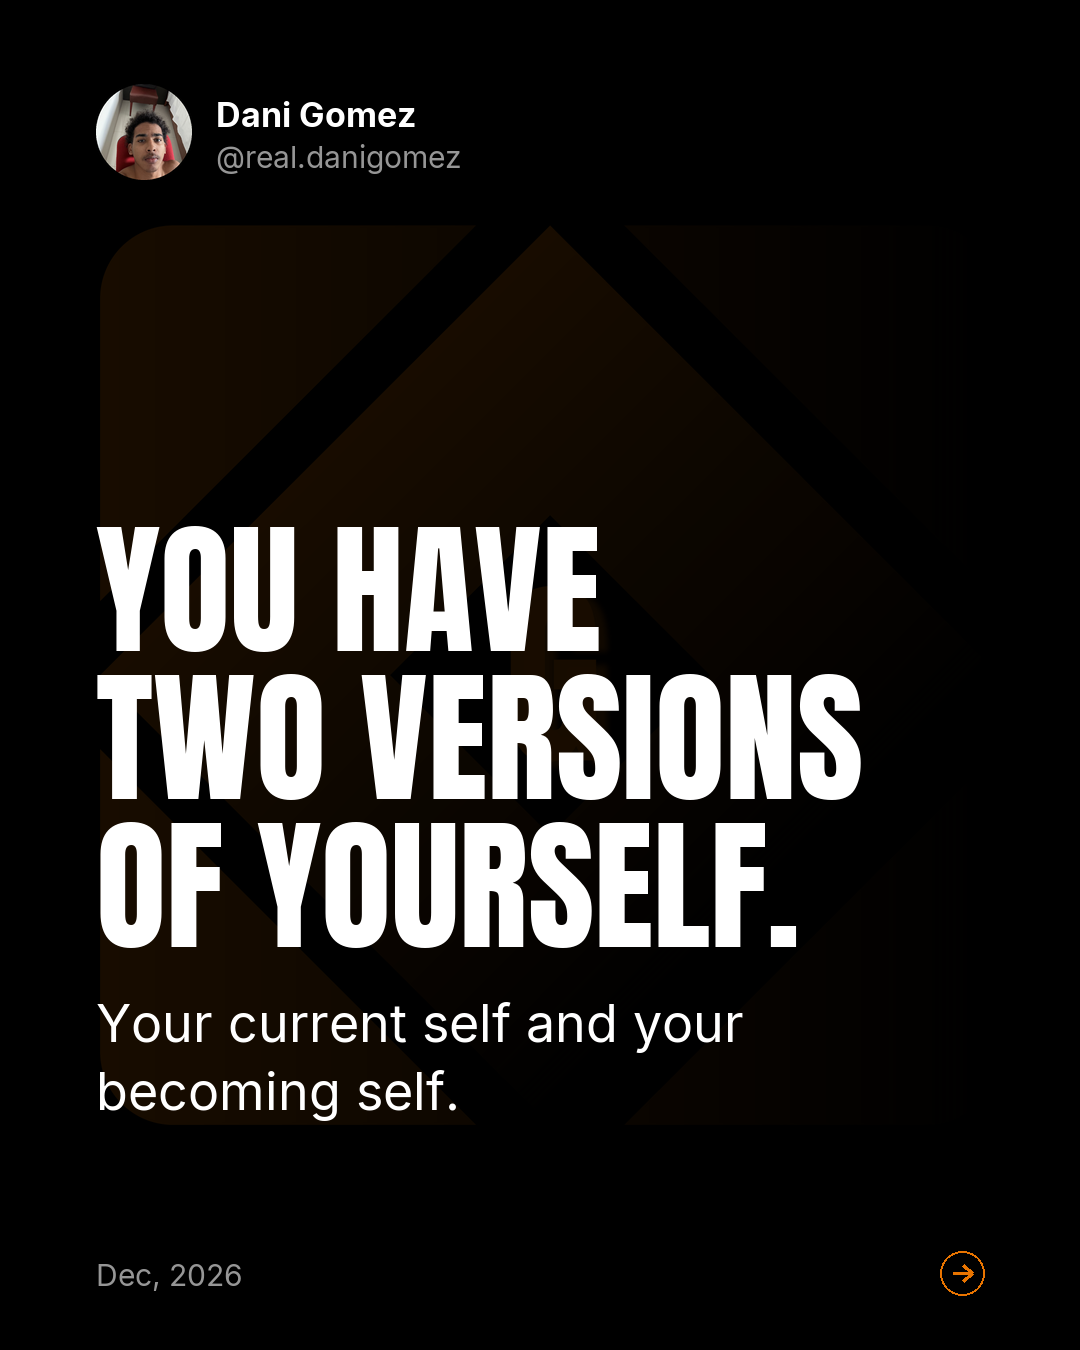 Dani Gomez
@real.danigomez
YOU HAVE
TWO VERSIONS
OF YOURSELF.
Your current self and your
becoming self.
Dec, 2026